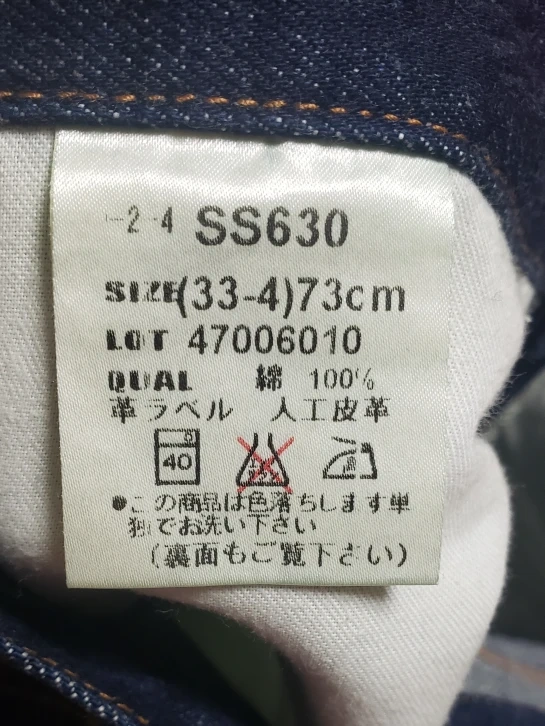 -2-4 SS630
SIZE(33-4)73cm
LOT 47006010
QUAL 綿 100%
革ラベル 人工皮革
40
●この商品は色落ちします単
独でお洗い下さい
(裏面もご覧下さい)